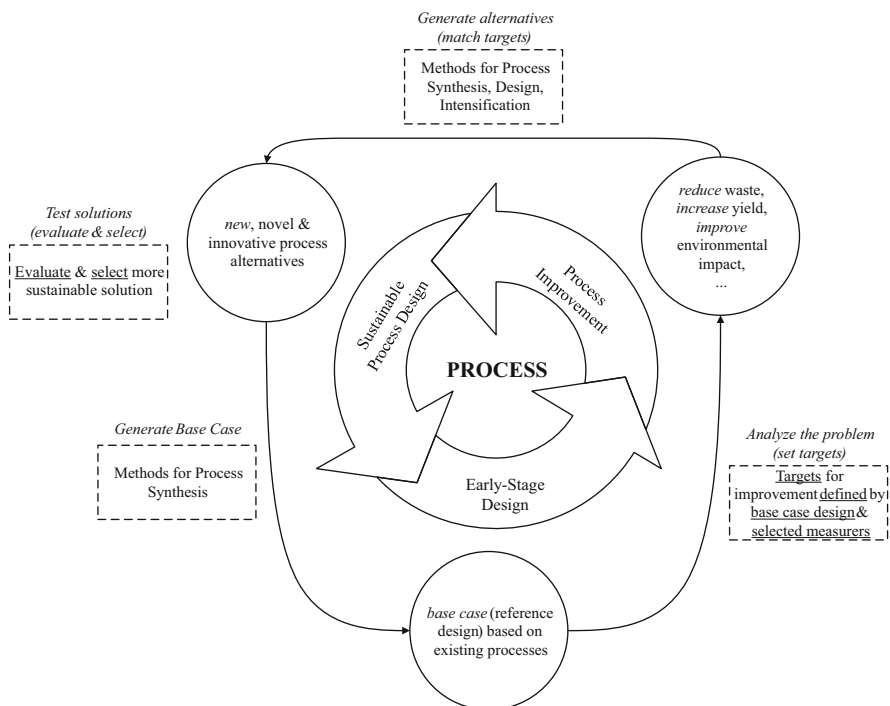 Generate alternatives
(match targets)
Methods for Process
Synthesis, Design,
Intensification
Test solutions
(evaluate & select)
Evaluate & select more
sustainable solution
new, novel &
innovative process
alternatives
reduce waste,
increase yield,
improve
environmental
impact,
...
Sustainable
Process Design
Process
Improvement
PROCESS
Early-Stage
Design
Generate Base Case
Methods for Process
Synthesis
Analyze the problem
(set targets)
Targets for
improvement defined by
base case design &
selected measurers
base case (reference
design) based on
existing processes